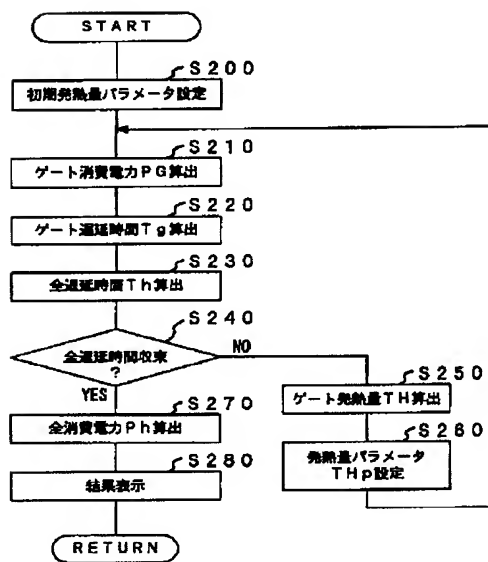 START
S200
初期発熱量パラメータ設定
S210
ゲート消費電力PG算出
S220
ゲート遅延時間Tg算出
S230
全遅延時間Th算出
S240
全遅延時間収束
?
NO
YES
S250
ゲート発熱量TH算出
S260
発熱量パラメータ
THp設定
S270
全消費電力Ph算出
S280
結果表示
RETURN